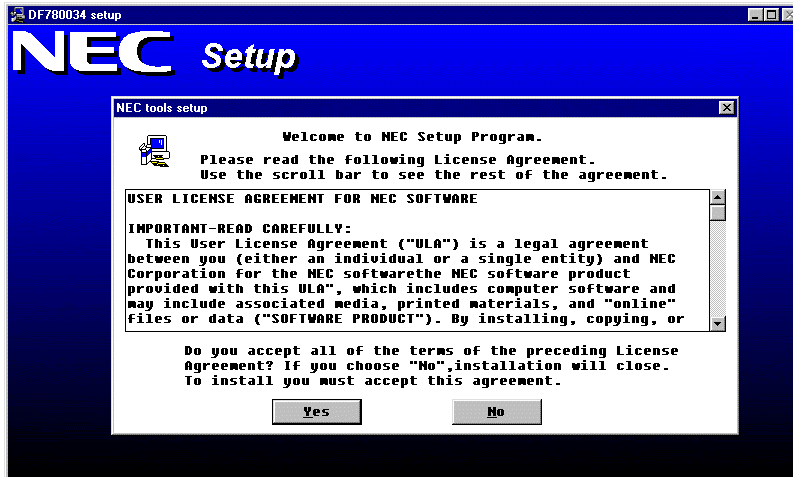 DF780034 setup
NEC Setup
NEC tools setup
Welcome to NEC Setup Program.
Please read the following License Agreement.
Use the scroll bar to see the rest of the agreement.
USER LICENSE AGREEMENT FOR NEC SOFTWARE
IMPORTANT-READ CAREFULLY:
This User License Agreement ("ULA") is a legal agreement
between you (either an individual or a single entity) and NEC
Corporation for the NEC softwarethe NEC software product
provided with this ULA", which includes computer software and
may include associated media, printed materials, and "online"
files or data ("SOFTWARE PRODUCT"). By installing, copying, or
Do you accept all of the terms of the preceding License
Agreement? If you choose "No",installation will close.
To install you must accept this agreement.
Yes No